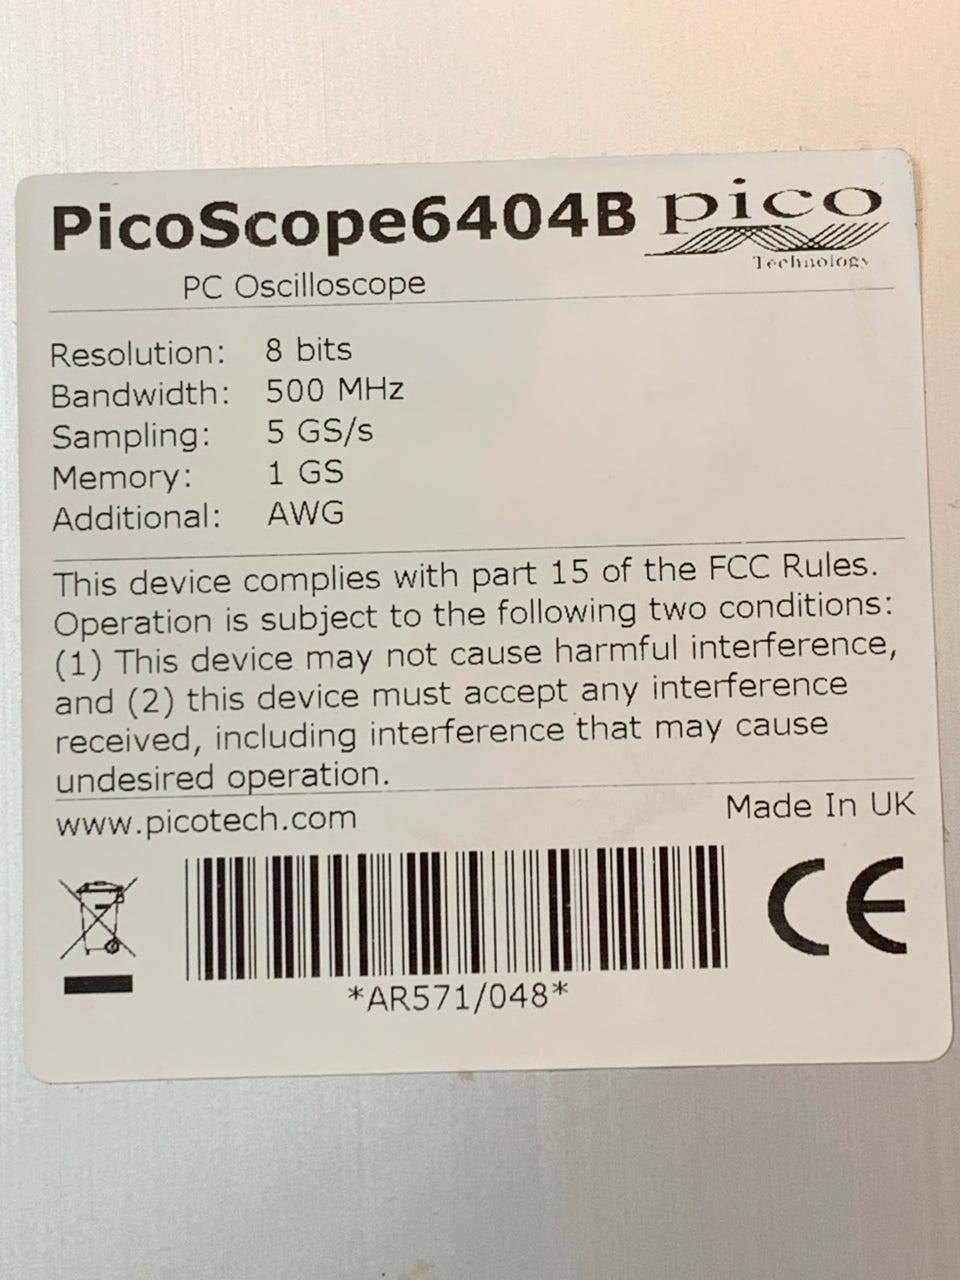 PicoScope6404B
pico
Technology
PC Oscilloscope
Resolution: 8 bits
Bandwidth: 500 MHz
Sampling: 5 GS/s
Memory: 1 GS
Additional: AWG
This device complies with part 15 of the FCC Rules.
Operation is subject to the following two conditions:
(1) This device may not cause harmful interference,
and (2) this device must accept any interference
received, including interference that may cause
undesired operation.
www.picotech.com
Made In UK
CE
*AR571/048*